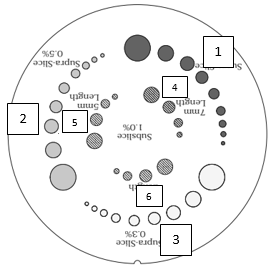 1
Supra-Slice
0.5%
4
7mm
Length
5mm
Length
2
5
Subslice
1.0%
6
3
Supra-Slice
0.3%